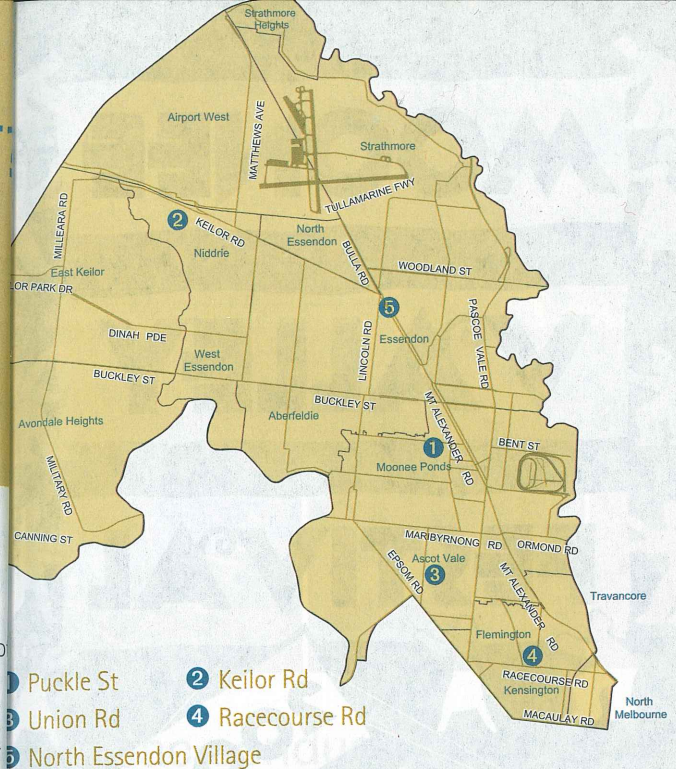 Strathmore
Heights
Airport West
MATTHEWS AVE
Strathmore
TULLAMARINE FWY
MILLEARA RD
2
KEILOR RD
Niddrie
North
Essendon
BULLA RD
WOODLAND ST
East Keilor
LOR PARK DR
5
Essendon
PASCOE VALE RD
LINCOLN RD
DINAH PDE
West
Essendon
BUCKLEY ST
BUCKLEY ST
Aberfeldie
Avondale Heights
MT ALEXANDER RD
1
Moonee Ponds
BENT ST
MILITARY RD
CANNING ST
MARIBYRNONG RD
ORMOND RD
EPSOM RD
Ascot Vale
3
MT ALEXANDER RD
Travancore
Flemington
4
RACECOURSE RD
Kensington
MACAULAY RD
North
Melbourne
1 Puckle St
2 Keilor Rd
3 Union Rd
4 Racecourse Rd
5 North Essendon Village